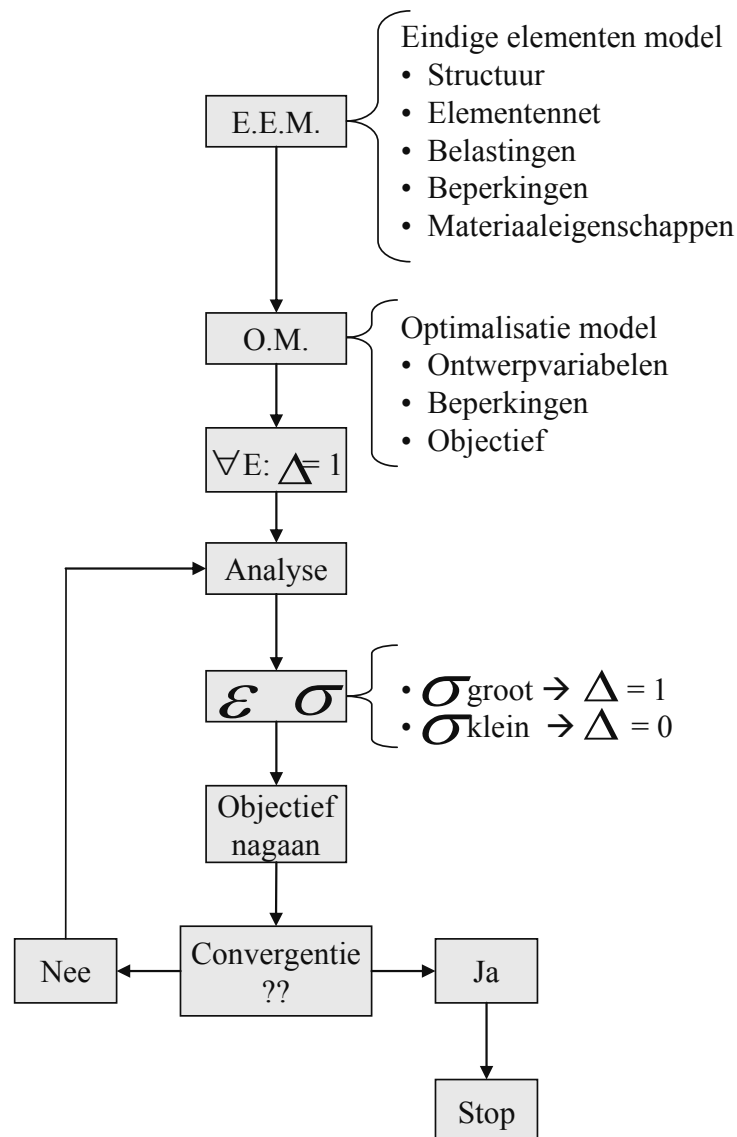 Eindige elementen model
• Structuur
E.E.M.
• Elementennet
• Belastingen
• Beperkingen
• Materiaaleigenschappen
O.M.
Optimalisatie model
• Ontwerpvariabelen
• Beperkingen
• Objectief
∀E: Δ= 1
Analyse
ε σ
• σ groot → Δ = 1
• σ klein → Δ = 0
Objectief
nagaan
Convergentie
??
Nee
Ja
Stop